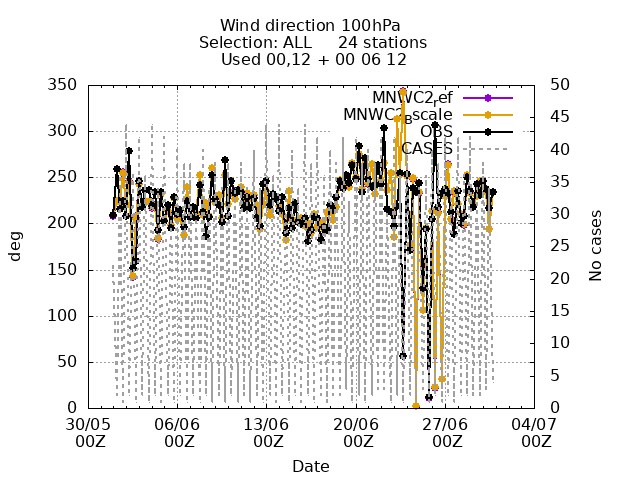 Wind direction 100hPa
Selection: ALL 24 stations
Used 00,12 + 00 06 12
MNWC2ref
MNWC2Bscale
OBS
CASES
350
300
250
200
150
100
50
0
deg
50
45
40
35
30
25
20
15
10
5
0
No cases
30/05 06/06 13/06 20/06 27/06 04/07
00Z 00Z 00Z 00Z 00Z 00Z
Date